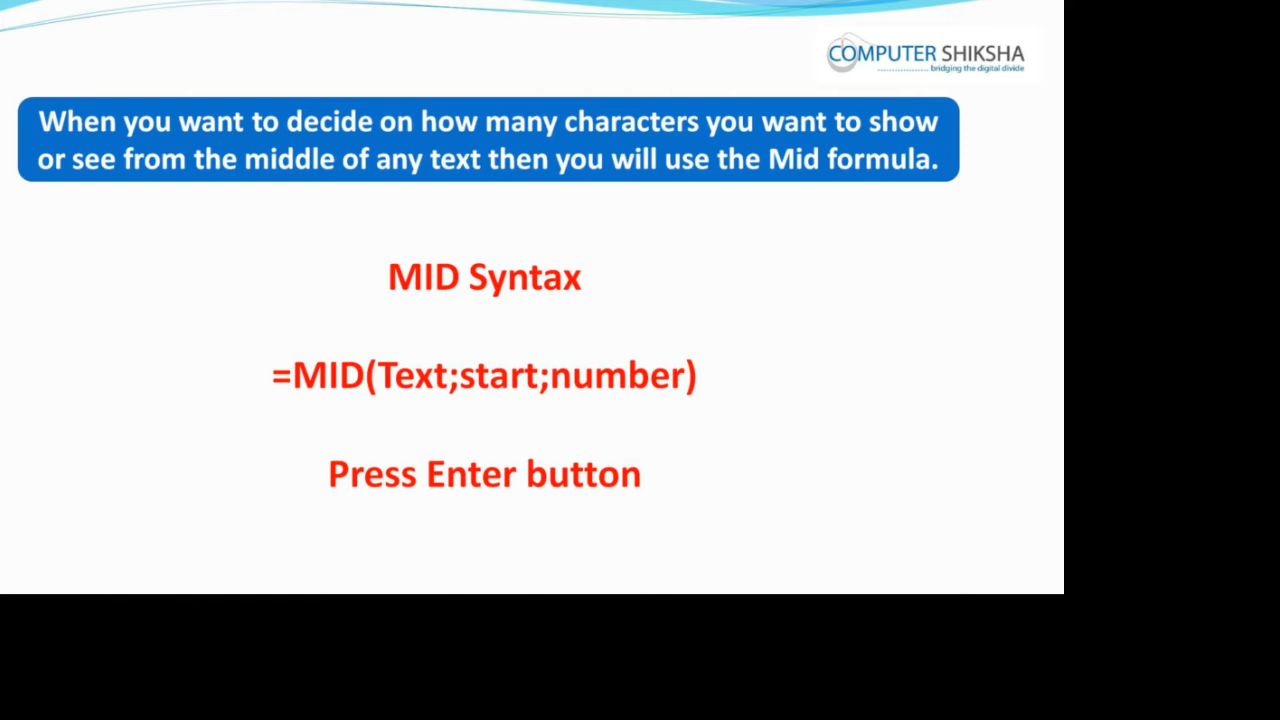 COMPUTER SHIKSHA
bridging the digital divide
When you want to decide on how many characters you want to show
or see from the middle of any text then you will use the Mid formula.
MID Syntax
=MID(Text;start;number)
Press Enter button